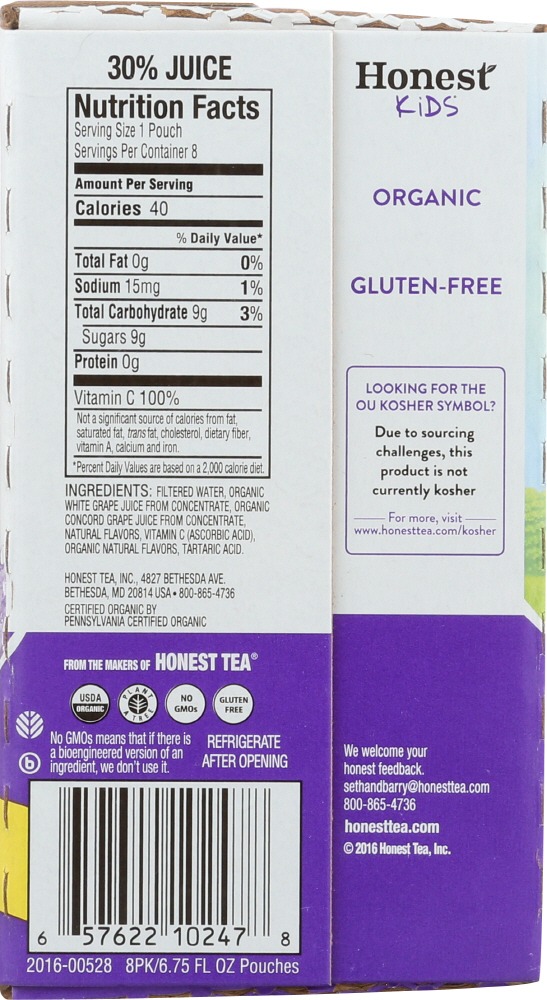 30% JUICE
Nutrition Facts
Serving Size 1 Pouch
Servings Per Container 8
Amount Per Serving
Calories 40
% Daily Value*
Total Fat 0g 0%
Sodium 15mg 1%
Total Carbohydrate 9g 3%
Sugars 9g
Protein 0g
Vitamin C 100%
Not a significant source of calories from fat,
saturated fat, trans fat, cholesterol, dietary fiber,
vitamin A, calcium and iron.
*Percent Daily Values are based on a 2,000 calorie diet.
INGREDIENTS: FILTERED WATER, ORGANIC
WHITE GRAPE JUICE FROM CONCENTRATE, ORGANIC
CONCORD GRAPE JUICE FROM CONCENTRATE,
NATURAL FLAVORS, VITAMIN C (ASCORBIC ACID),
ORGANIC NATURAL FLAVORS, TARTARIC ACID.
HONEST TEA, INC., 4827 BETHESDA AVE.
BETHESDA, MD 20814 USA • 800-865-4736
CERTIFIED ORGANIC BY
PENNSYLVANIA CERTIFIED ORGANIC
FROM THE MAKERS OF HONEST TEA®
USDA
ORGANIC
PLANT
A TREE
NO
GMOs
GLUTEN
FREE
No GMOs means that if there is
a bioengineered version of an
ingredient, we don't use it.
b
REFRIGERATE
AFTER OPENING
6 57622 10247 8
2016-00528 8PK/6.75 FL OZ Pouches
Honest
KiDS
ORGANIC
GLUTEN-FREE
LOOKING FOR THE
OU KOSHER SYMBOL?
Due to sourcing
challenges, this
product is not
currently kosher
For more, visit
www.honesttea.com/kosher
We welcome your
honest feedback.
sethandbarry@honesttea.com
800-865-4736
honesttea.com
© 2016 Honest Tea, Inc.